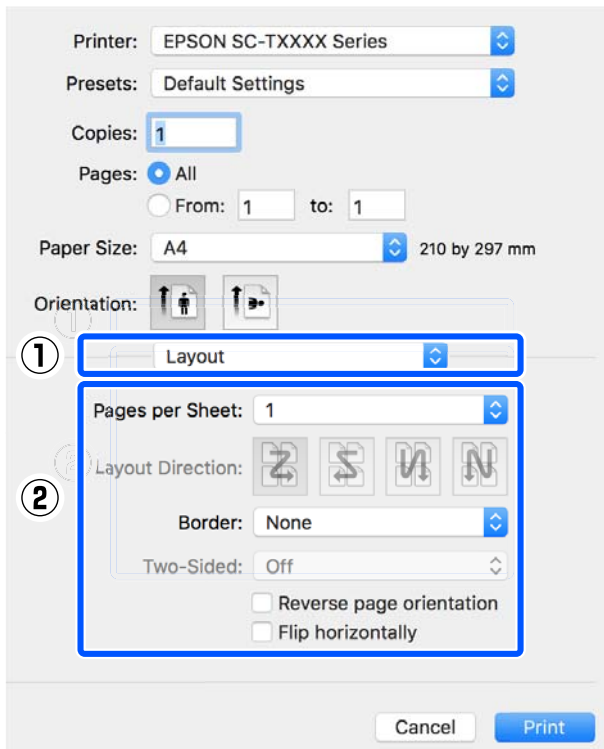 Printer: EPSON SC-TXXXX Series
Presets: Default Settings
Copies: 1
Pages: All
From: 1 to: 1
Paper Size: A4 210 by 297 mm
Orientation:
① Layout
Pages per Sheet: 1
Layout Direction:
②
Border: None
Two-Sided: Off
Reverse page orientation
Flip horizontally
Cancel Print